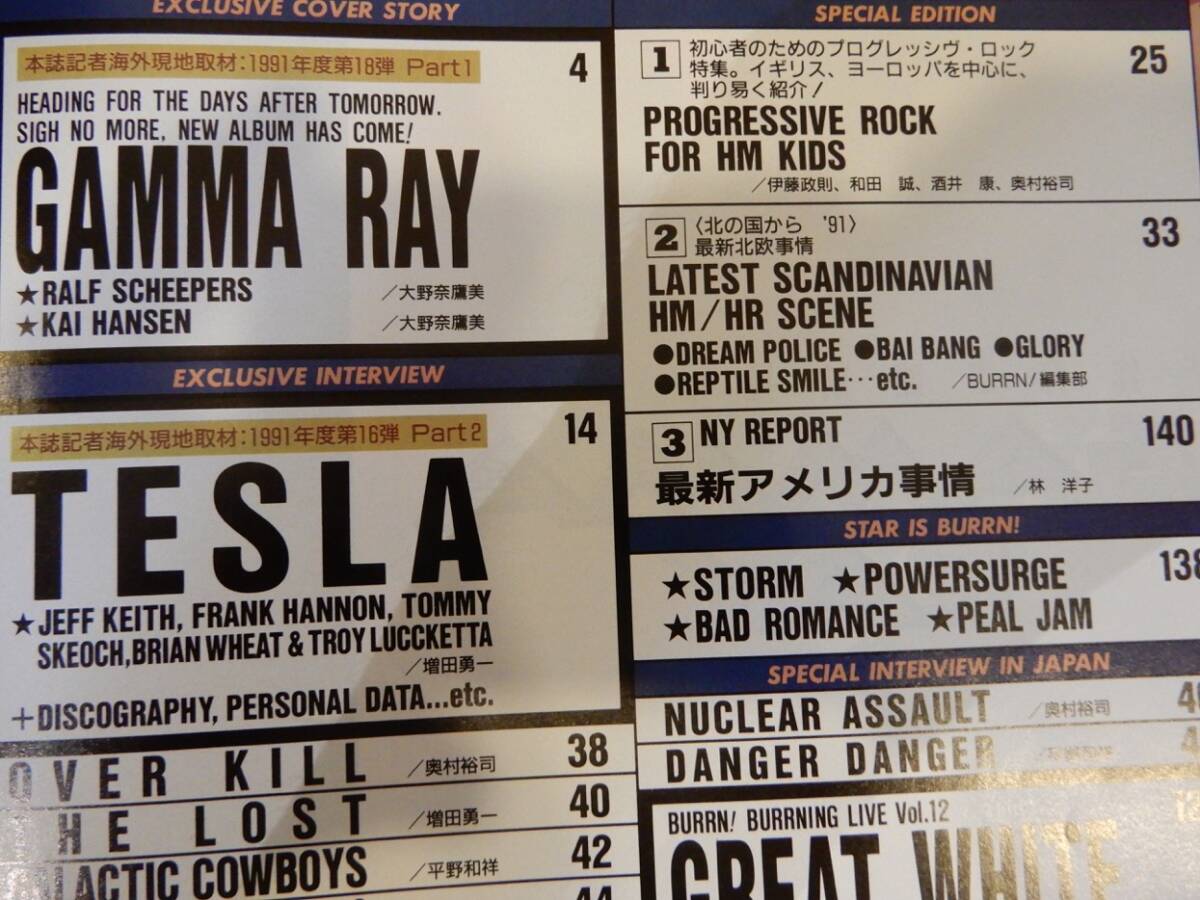 EXCLUSIVE COVER STORY
本誌記者海外現地取材:1991年度第18弾 Part1
4
HEADING FOR THE DAYS AFTER TOMORROW.
SIGH NO MORE, NEW ALBUM HAS COME!
GAMMA RAY
★RALF SCHEEPERS /大野奈鷹美
★KAI HANSEN /大野奈鷹美
EXCLUSIVE INTERVIEW
本誌記者海外現地取材:1991年度第16弾 Part2
14
TESLA
★JEFF KEITH, FRANK HANNON, TOMMY
SKEOCH,BRIAN WHEAT & TROY LUCCKETTA
/増田勇一
+DISCOGRAPHY, PERSONAL DATA...etc.
OVER KILL /奥村裕司 38
HE LOST /増田勇一 40
LACTIC COWBOYS /平野和祥 42
44
SPECIAL EDITION
1 初心者のためのプログレッシヴ・ロック 25
特集。イギリス、ヨーロッパを中心に、
判り易く紹介!
PROGRESSIVE ROCK
FOR HM KIDS
/伊藤政則、和田 誠、酒井 康、奥村裕司
2 〈北の国から '91〉 33
最新北欧事情
LATEST SCANDINAVIAN
HM/HR SCENE
●DREAM POLICE ●BAI BANG ●GLORY
●REPTILE SMILE…etc. /BURRN!編集部
3 NY REPORT 140
最新アメリカ事情 /林 洋子
STAR IS BURRN!
★STORM ★POWERSURGE 138
★BAD ROMANCE ★PEAL JAM
SPECIAL INTERVIEW IN JAPAN
NUCLEAR ASSAULT /奥村裕司
DANGER DANGER
BURRN! BURRNING LIVE Vol.12
GREAT WHITE